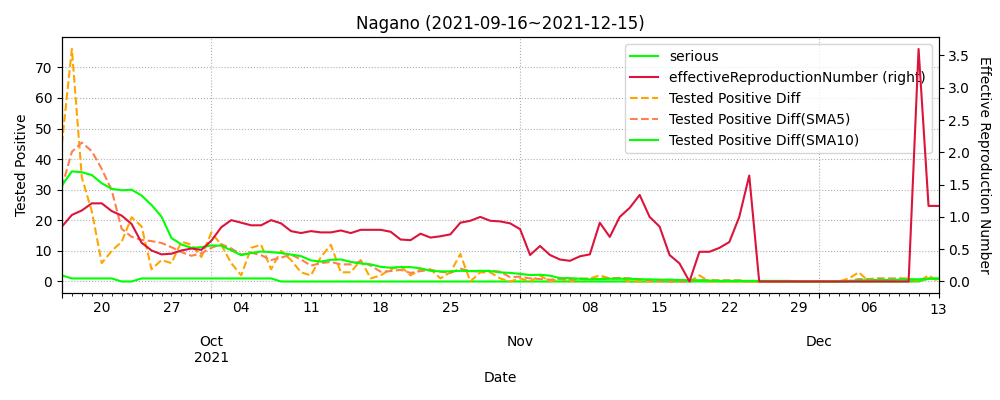 Nagano (2021-09-16~2021-12-15)
Tested Positive
70
60
50
40
30
20
10
0
serious
effectiveReproductionNumber (right)
Tested Positive Diff
Tested Positive Diff(SMA5)
Tested Positive Diff(SMA10)
3.5
3.0
2.5
2.0
1.5
1.0
0.5
0.0
Effective Reproduction Number
20 27 04 11 18 25 08 15 22 29 06 13
Oct Nov Dec
2021
Date